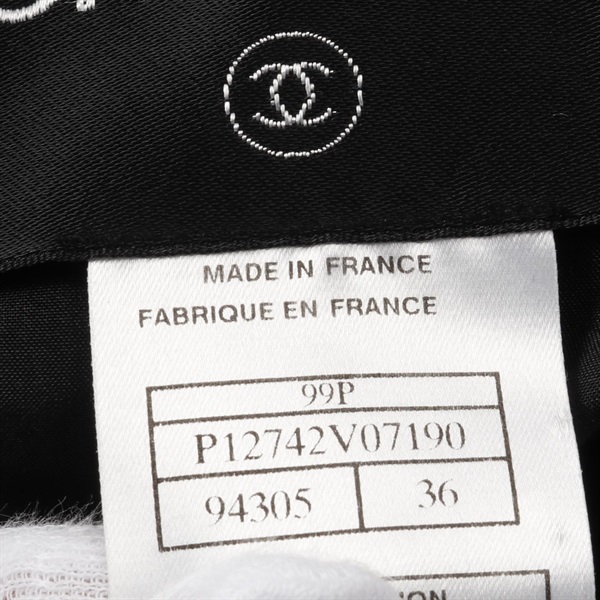 MADE IN FRANCE
FABRIQUE EN FRANCE
99P
P12742V07190
94305 36